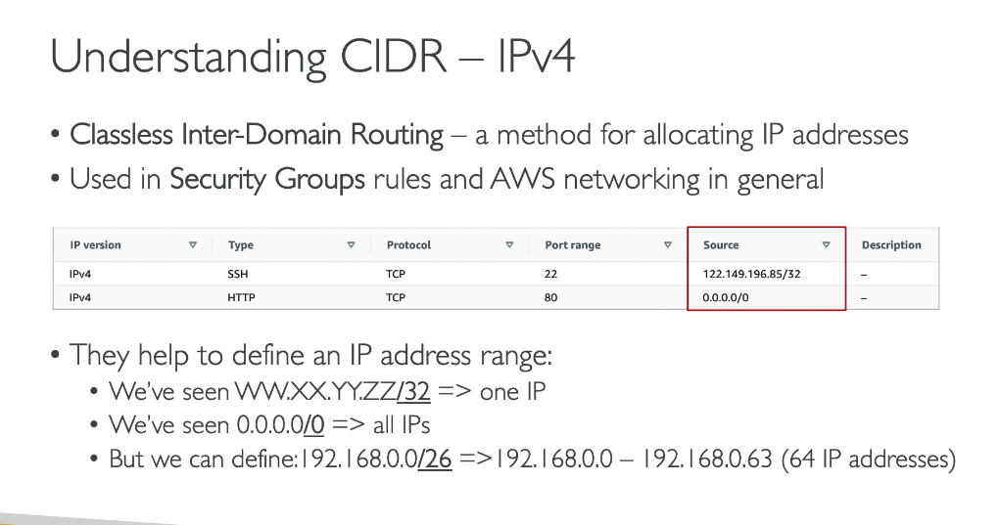 Understanding CIDR – IPv4
• Classless Inter-Domain Routing – a method for allocating IP addresses
• Used in Security Groups rules and AWS networking in general
IP version Type Protocol Port range Source Description
IPv4 SSH TCP 22 122.149.196.85/32 –
IPv4 HTTP TCP 80 0.0.0.0/0 –
• They help to define an IP address range:
• We've seen WW.XX.YY.ZZ/32 => one IP
• We've seen 0.0.0.0/0 => all IPs
• But we can define:192.168.0.0/26 =>192.168.0.0 – 192.168.0.63 (64 IP addresses)